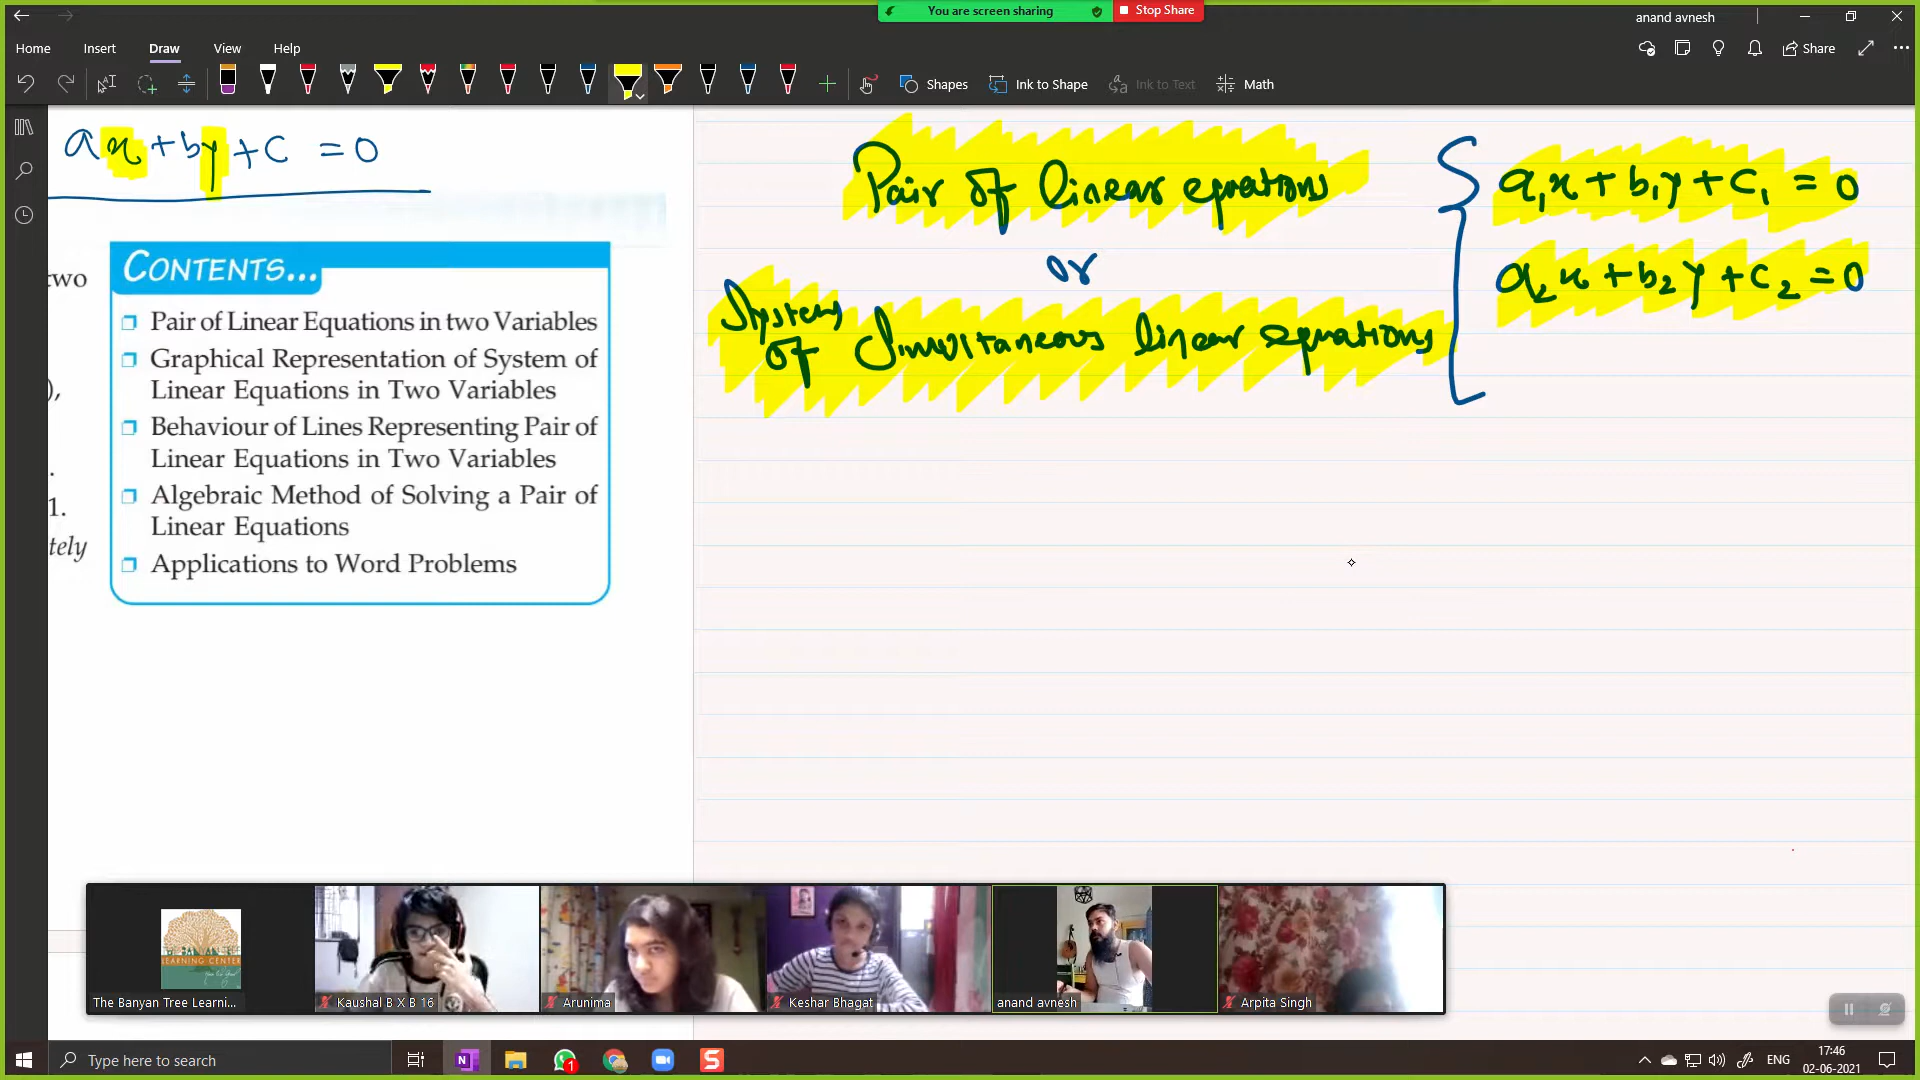 You are screen sharing
Stop Share
anand avnesh
Home Insert Draw View Help
Share
Shapes
Ink to Shape
Ink to Text
Math
ax+by+c =0
two
),
.
1.
tely
CONTENTS...
Pair of Linear Equations in two Variables
Graphical Representation of System of
Linear Equations in Two Variables
Behaviour of Lines Representing Pair of
Linear Equations in Two Variables
Algebraic Method of Solving a Pair of
Linear Equations
Applications to Word Problems
Pair of linear equations
or
System
of Simultaneous linear equations
a₁x + b₁y + c₁ = 0
a₂x + b₂y + c₂ = 0
LEARNING CENTER
The Banyan Tree Learni...
Kaushal B X B 16
Arunima
Keshar Bhagat
anand avnesh
Arpita Singh
Type here to search
N
1
S
ENG
17:46
02-06-2021